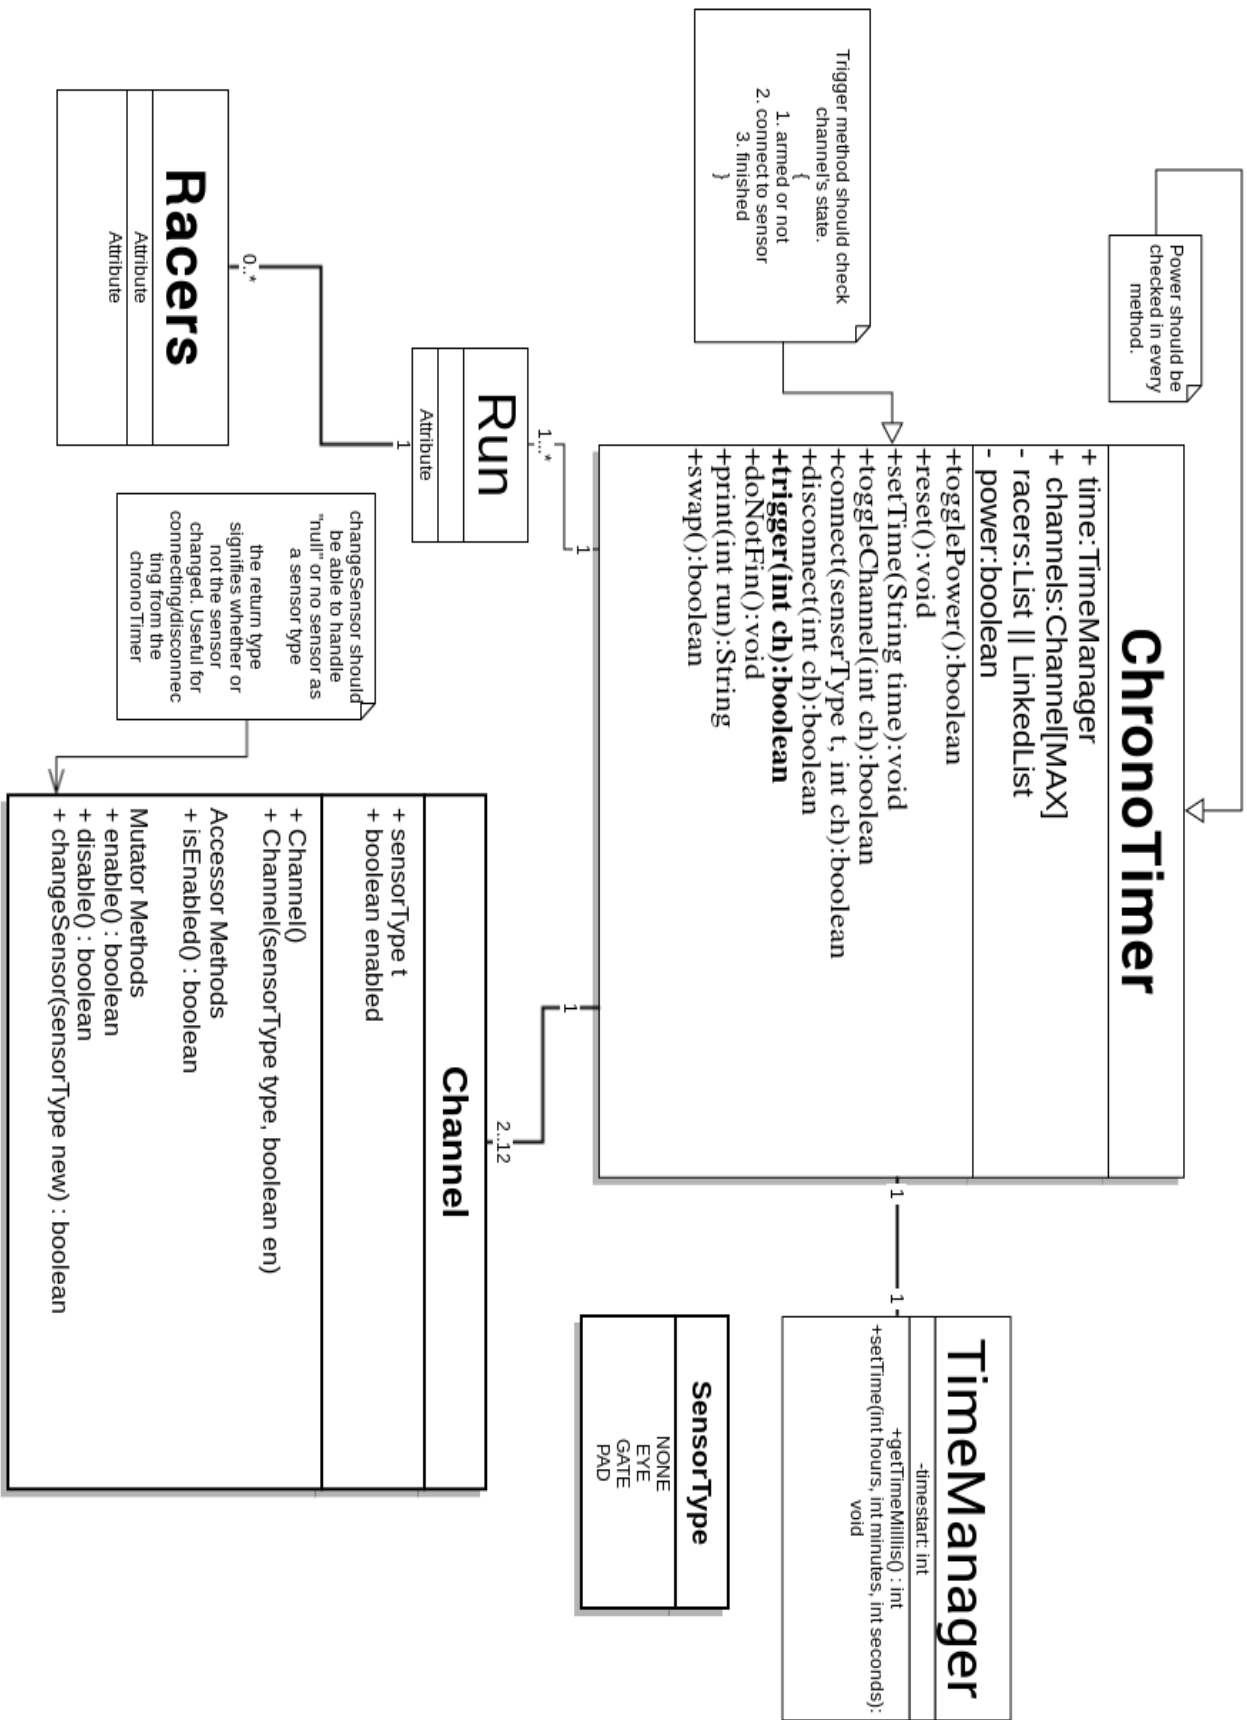 Power should be
checked in every
method.
ChronoTimer
+ time:TimeManager
+ channels:Channel[MAX]
- racers:List || LinkedList
- power:boolean
+togglePower():boolean
+reset():void
+setTime(String time):void
+toggleChannel(int ch):boolean
+connect(senserType t, int ch):boolean
+disconnect(int ch):boolean
+trigger(int ch):boolean
+doNotFin():void
+print(int run):String
+swap():boolean
Trigger method should check
channel's state.
{
1. armed or not
2. connect to sensor
3. finished
}
1
1
TimeManager
-timestart: int
+getTimeMilllis() : int
+setTime(int hours, int minutes, int seconds):
void
SensorType
NONE
EYE
GATE
PAD
1
1...*
Run
Attribute
1
0..*
Racers
Attribute
Attribute
1
2..12
Channel
+ sensorType t
+ boolean enabled
+ Channel()
+ Channel(sensorType type, boolean en)
Accessor Methods
+ isEnabled() : boolean
Mutator Methods
+ enable() : boolean
+ disable() : boolean
+ changeSensor(sensorType new) : boolean
changeSensor should
be able to handle
"null" or no sensor as
a sensor type
the return type
signifies whether or
not the sensor
changed. Useful for
connecting/disconnec
ting from the
chronoTimer